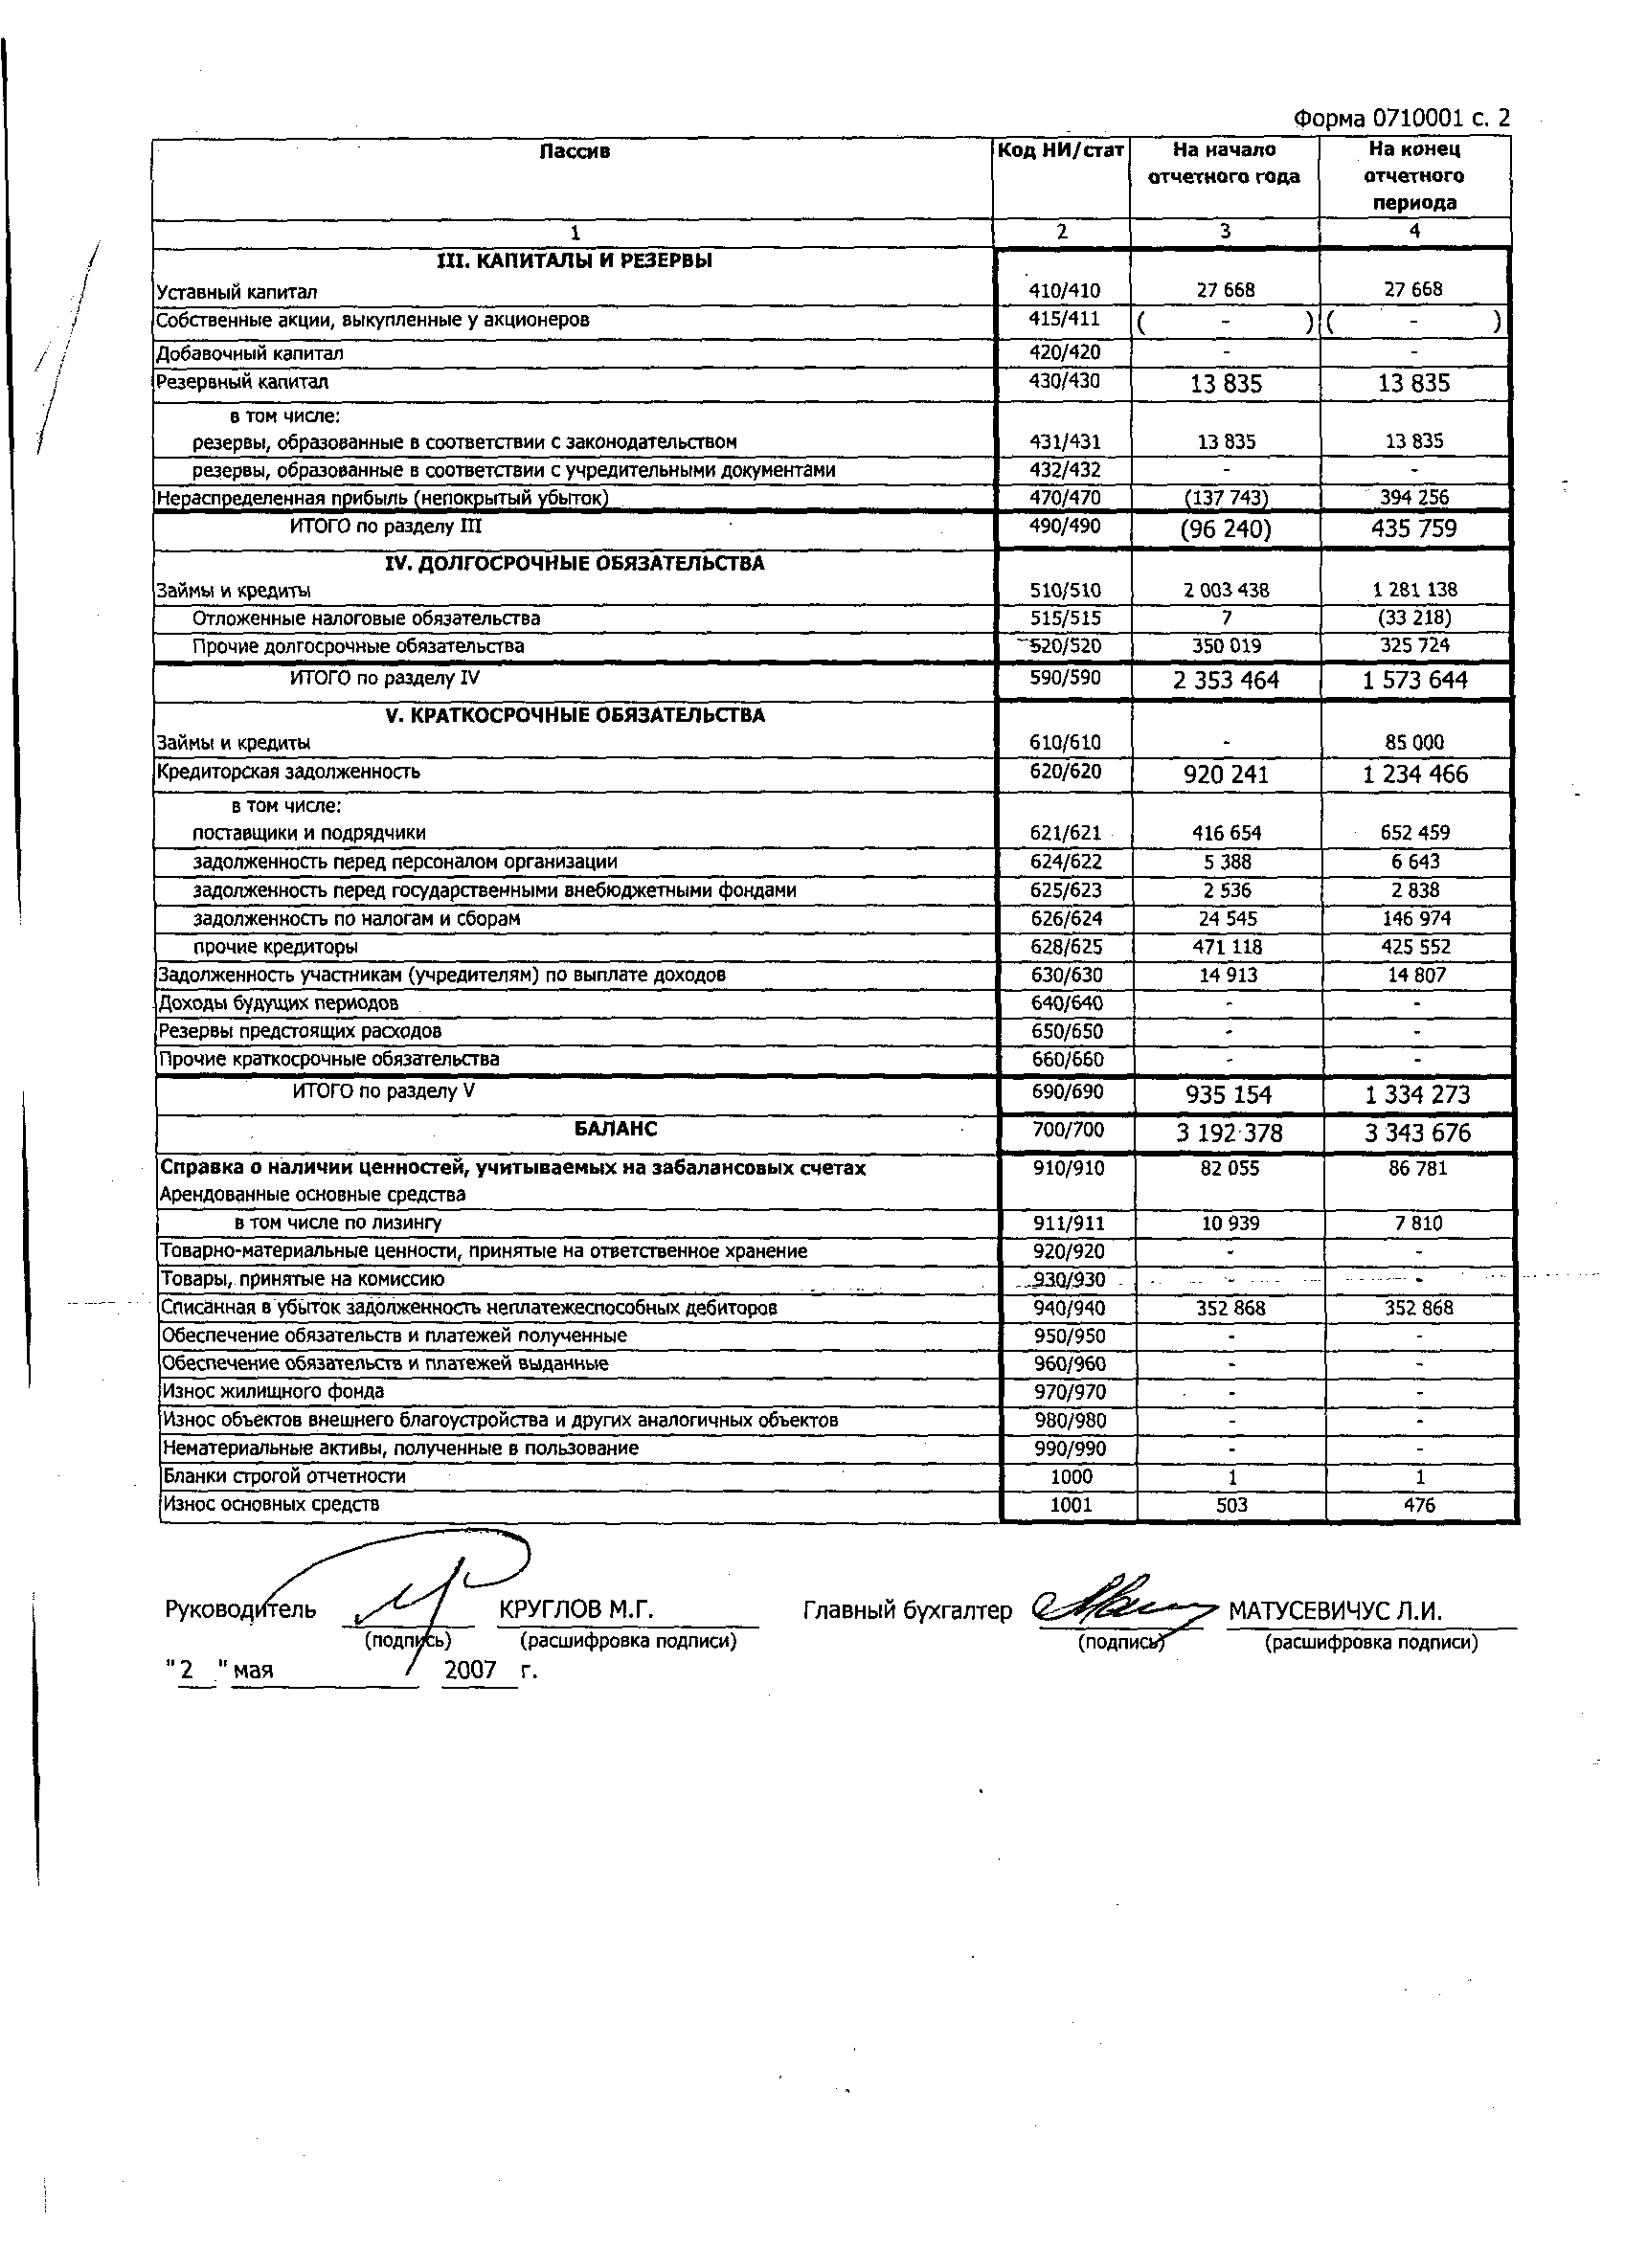 Форма 0710001 с. 2
Пассив Код НИ/стат На начало отчетного года На конец отчетного периода
1 2 3 4
III. КАПИТАЛЫ И РЕЗЕРВЫ
Уставный капитал 410/410 27 668 27 668
Собственные акции, выкупленные у акционеров 415/411 ( - ) ( - )
Добавочный капитал 420/420 - -
Резервный капитал 430/430 13 835 13 835
в том числе:
резервы, образованные в соответствии с законодательством 431/431 13 835 13 835
резервы, образованные в соответствии с учредительными документами 432/432 - -
Нераспределенная прибыль (непокрытый убыток) 470/470 (137 743) 394 256
ИТОГО по разделу III 490/490 (96 240) 435 759
IV. ДОЛГОСРОЧНЫЕ ОБЯЗАТЕЛЬСТВА
Займы и кредиты 510/510 2 003 438 1 281 138
Отложенные налоговые обязательства 515/515 7 (33 218)
Прочие долгосрочные обязательства 520/520 350 019 325 724
ИТОГО по разделу IV 590/590 2 353 464 1 573 644
V. КРАТКОСРОЧНЫЕ ОБЯЗАТЕЛЬСТВА
Займы и кредиты 610/610 - 85 000
Кредиторская задолженность 620/620 920 241 1 234 466
в том числе:
поставщики и подрядчики 621/621 416 654 652 459
задолженность перед персоналом организации 624/622 5 388 6 643
задолженность перед государственными внебюджетными фондами 625/623 2 536 2 838
задолженность по налогам и сборам 626/624 24 545 146 974
прочие кредиторы 628/625 471 118 425 552
Задолженность участникам (учредителям) по выплате доходов 630/630 14 913 14 807
Доходы будущих периодов 640/640 - -
Резервы предстоящих расходов 650/650 - -
Прочие краткосрочные обязательства 660/660 - -
ИТОГО по разделу V 690/690 935 154 1 334 273
БАЛАНС 700/700 3 192 378 3 343 676
Справка о наличии ценностей, учитываемых на забалансовых счетах 910/910 82 055 86 781
Арендованные основные средства
в том числе по лизингу 911/911 10 939 7 810
Товарно-материальные ценности, принятые на ответственное хранение 920/920 - -
Товары, принятые на комиссию 930/930 - -
Списанная в убыток задолженность неплатежеспособных дебиторов 940/940 352 868 352 868
Обеспечение обязательств и платежей полученные 950/950 - -
Обеспечение обязательств и платежей выданные 960/960 - -
Износ жилищного фонда 970/970 - -
Износ объектов внешнего благоустройства и других аналогичных объектов 980/980 - -
Нематериальные активы, полученные в пользование 990/990 - -
Бланки строгой отчетности 1000 1 1
Износ основных средств 1001 503 476
Руководитель КРУГЛОВ М.Г. Главный бухгалтер МАТУСЕВИЧУС Л.И.
(подпись) (расшифровка подписи) (подпись) (расшифровка подписи)
"2 " мая 2007 г.